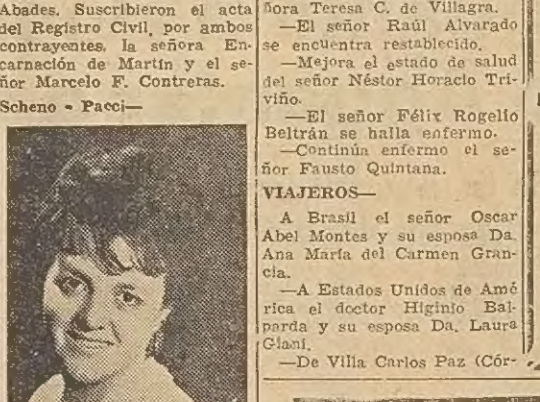 Abades. Suscribieron el acta
del Registro Civil, por ambos
contrayentes, la señora En-
carnación de Martín y el se-
ñor Marcelo F. Contreras.
Scheno - Pacci—
ñora Teresa C. de Villagra.
—El señor Raúl Alvarado
se encuentra restablecido.
—Mejora el estado de salud
del señor Néstor Horacio Tri-
viño.
—El señor Félix Rogelio
Beltrán se halla enfermo.
—Continúa enfermo el se-
ñor Fausto Quintana.
VIAJEROS—
A Brasil el señor Oscar
Abel Montes y su esposa Da.
Ana María del Carmen Gran-
cia.
—A Estados Unidos de Amé
rica el doctor Higinio Bal-
parda y su esposa Da. Laura
Giani.
—De Villa Carlos Paz (Cór-